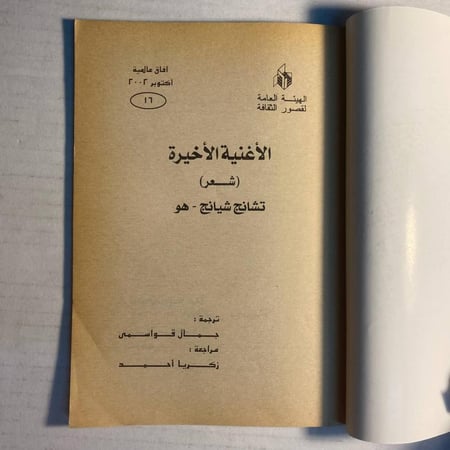 الهيئة العامة
لقصور الثقافة
آفاق عالمية
أكتوبر ٢٠٠٢
١٦
الأغنية الأخيرة
(شعر)
تشانج شيانج - هو
ترجمة :
جمال قواسمى
مراجعة :
زكريا أحمد